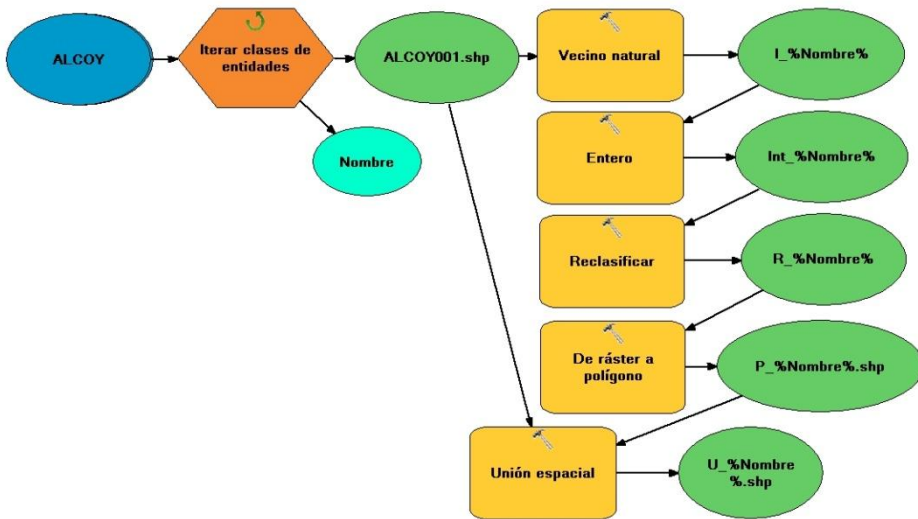 ALCOY
Iterar clases de
entidades
ALCOY001.shp
Vecino natural
I_%Nombre%
Nombre
Entero
Int_%Nombre%
Reclasificar
R_%Nombre%
De ráster a
polígono
P_%Nombre%.shp
Unión espacial
U_%Nombre
%.shp